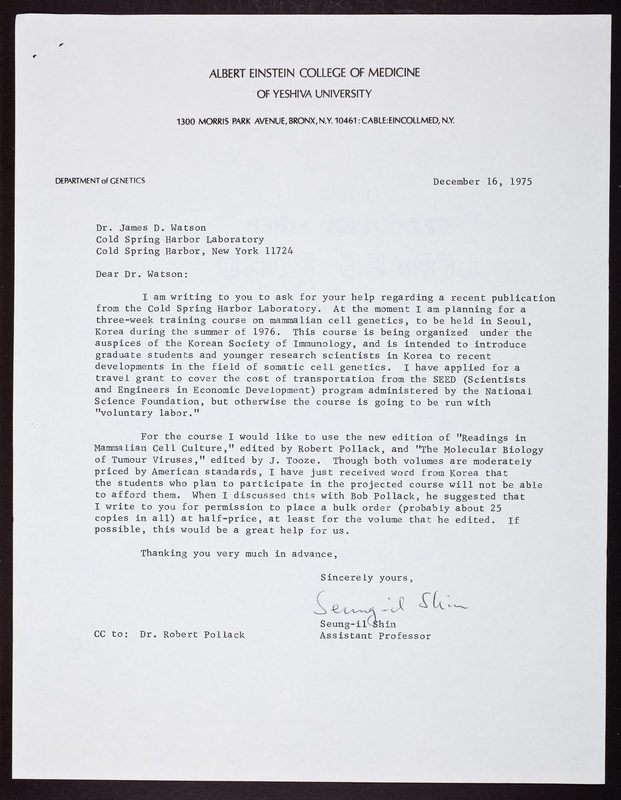 ALBERT EINSTEIN COLLEGE OF MEDICINE
OF YESHIVA UNIVERSITY
1300 MORRIS PARK AVENUE, BRONX, N.Y. 10461: CABLE: EINCOLLMED, N.Y.
DEPARTMENT of GENETICS
December 16, 1975
Dr. James D. Watson
Cold Spring Harbor Laboratory
Cold Spring Harbor, New York 11724
Dear Dr. Watson:
I am writing to you to ask for your help regarding a recent publication
from the Cold Spring Harbor Laboratory. At the moment I am planning for a
three-week training course on mammalian cell genetics, to be held in Seoul,
Korea during the summer of 1976. This course is being organized under the
auspices of the Korean Society of Immunology, and is intended to introduce
graduate students and younger research scientists in Korea to recent
developments in the field of somatic cell genetics. I have applied for a
travel grant to cover the cost of transportation from the SEED (Scientists
and Engineers in Economic Development) program administered by the National
Science Foundation, but otherwise the course is going to be run with
"voluntary labor."
For the course I would like to use the new edition of "Readings in
Mammalian Cell Culture," edited by Robert Pollack, and "The Molecular Biology
of Tumour Viruses," edited by J. Tooze. Though both volumes are moderately
priced by American standards, I have just received word from Korea that
the students who plan to participate in the projected course will not be able
to afford them. When I discussed this with Bob Pollack, he suggested that
I write to you for permission to place a bulk order (probably about 25
copies in all) at half-price, at least for the volume that he edited. If
possible, this would be a great help for us.
Thanking you very much in advance,
Sincerely yours,
Seung-il Shin
Seung-il Shin
CC to: Dr. Robert Pollack
Assistant Professor